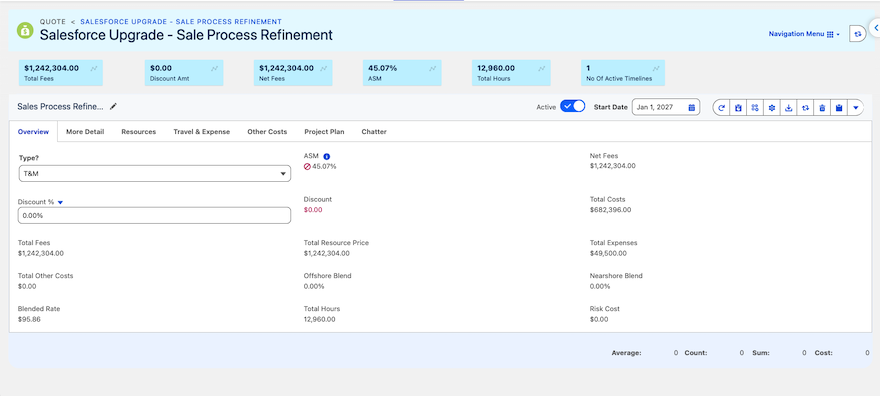 QUOTE < SALESFORCE UPGRADE - SALE PROCESS REFINEMENT
Salesforce Upgrade - Sale Process Refinement
Navigation Menu
$1,242,304.00 $0.00 $1,242,304.00 45.07% 12,960.00 1
Total Fees Discount Amt Net Fees ASM Total Hours No Of Active Timelines
Sales Process Refine... Active Start Date Jan 1, 2027
Overview More Detail Resources Travel & Expense Other Costs Project Plan Chatter
Type? ASM Net Fees
T&M 45.07% $1,242,304.00
Discount % Discount Total Costs
0.00% $0.00 $682,396.00
Total Fees Total Resource Price Total Expenses
$1,242,304.00 $1,242,304.00 $49,500.00
Total Other Costs Offshore Blend Nearshore Blend
$0.00 0.00% 0.00%
Blended Rate Total Hours Risk Cost
$95.86 12,960.00 $0.00
Average: 0 Count: 0 Sum: 0 Cost: 0